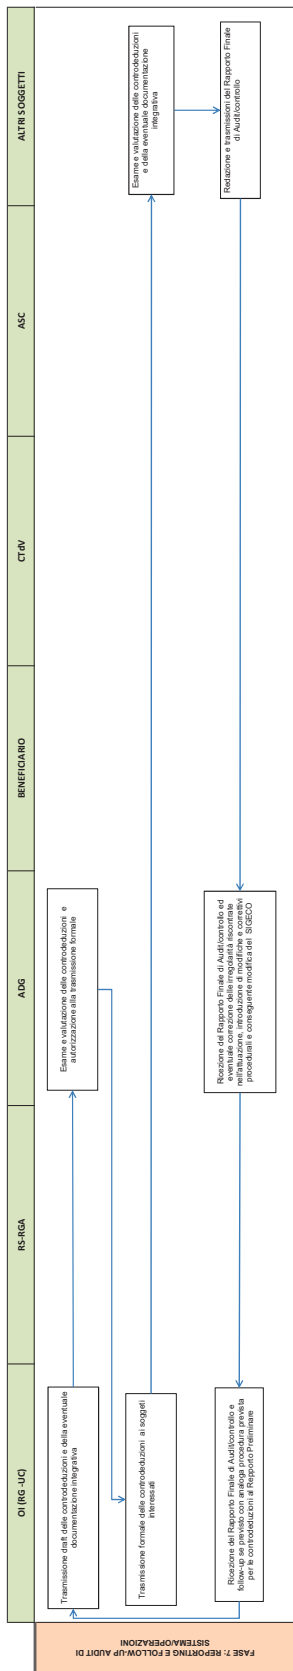 OI (RG -UC)
RS-RGA
ADG
BENEFICIARIO
CTdV
ASC
ALTRI SOGGETTI
FASE 7: REPORTING E FOLLOW-UP AUDIT DI
SISTEMA/OPERAZIONI
Trasmissione draft delle controdeduzioni e della eventuale
documentazione integrativa
Esame e valutazione delle controdeduzioni e
autorizzazione alla trasmissione formale
Trasmissione formale delle controdeduzioni ai soggeti
interessati
Esame e valutazione delle controdeduzioni
e della eventuale documentazione
integrativa
Redazione e trasmissioni del Rapporto Finale
di Audit/controllo
Ricezione del Rapporto Finale di Audit/controllo ed
eventuale correzione delle irregolarità riscontrate
nell'attuazione, introduzione di modifiche e correttivi
procedurali e conseguente modifica del SIGECO
Ricezione del Rapporto Finale di Audit/controllo e
follow-up se previsto con analoga procedura prevista
per le controdeduzioni al Repporto Preliminare